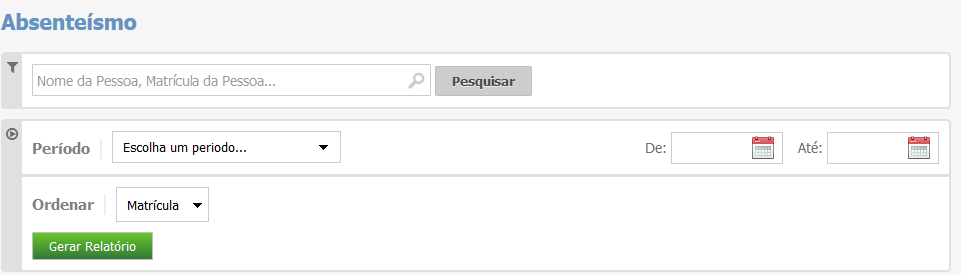 Absenteísmo
Nome da Pessoa, Matrícula da Pessoa... Pesquisar
Período Escolha um periodo... De: Até:
Ordenar Matrícula
Gerar Relatório